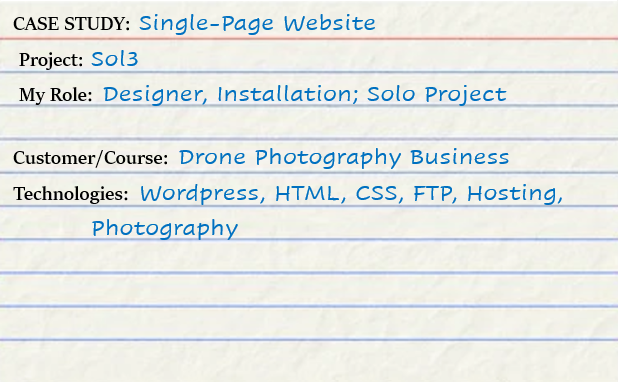 CASE STUDY: Single-Page Website
Project: Sol3
My Role: Designer, Installation; Solo Project
Customer/Course: Drone Photography Business
Technologies: Wordpress, HTML, CSS, FTP, Hosting,
Photography